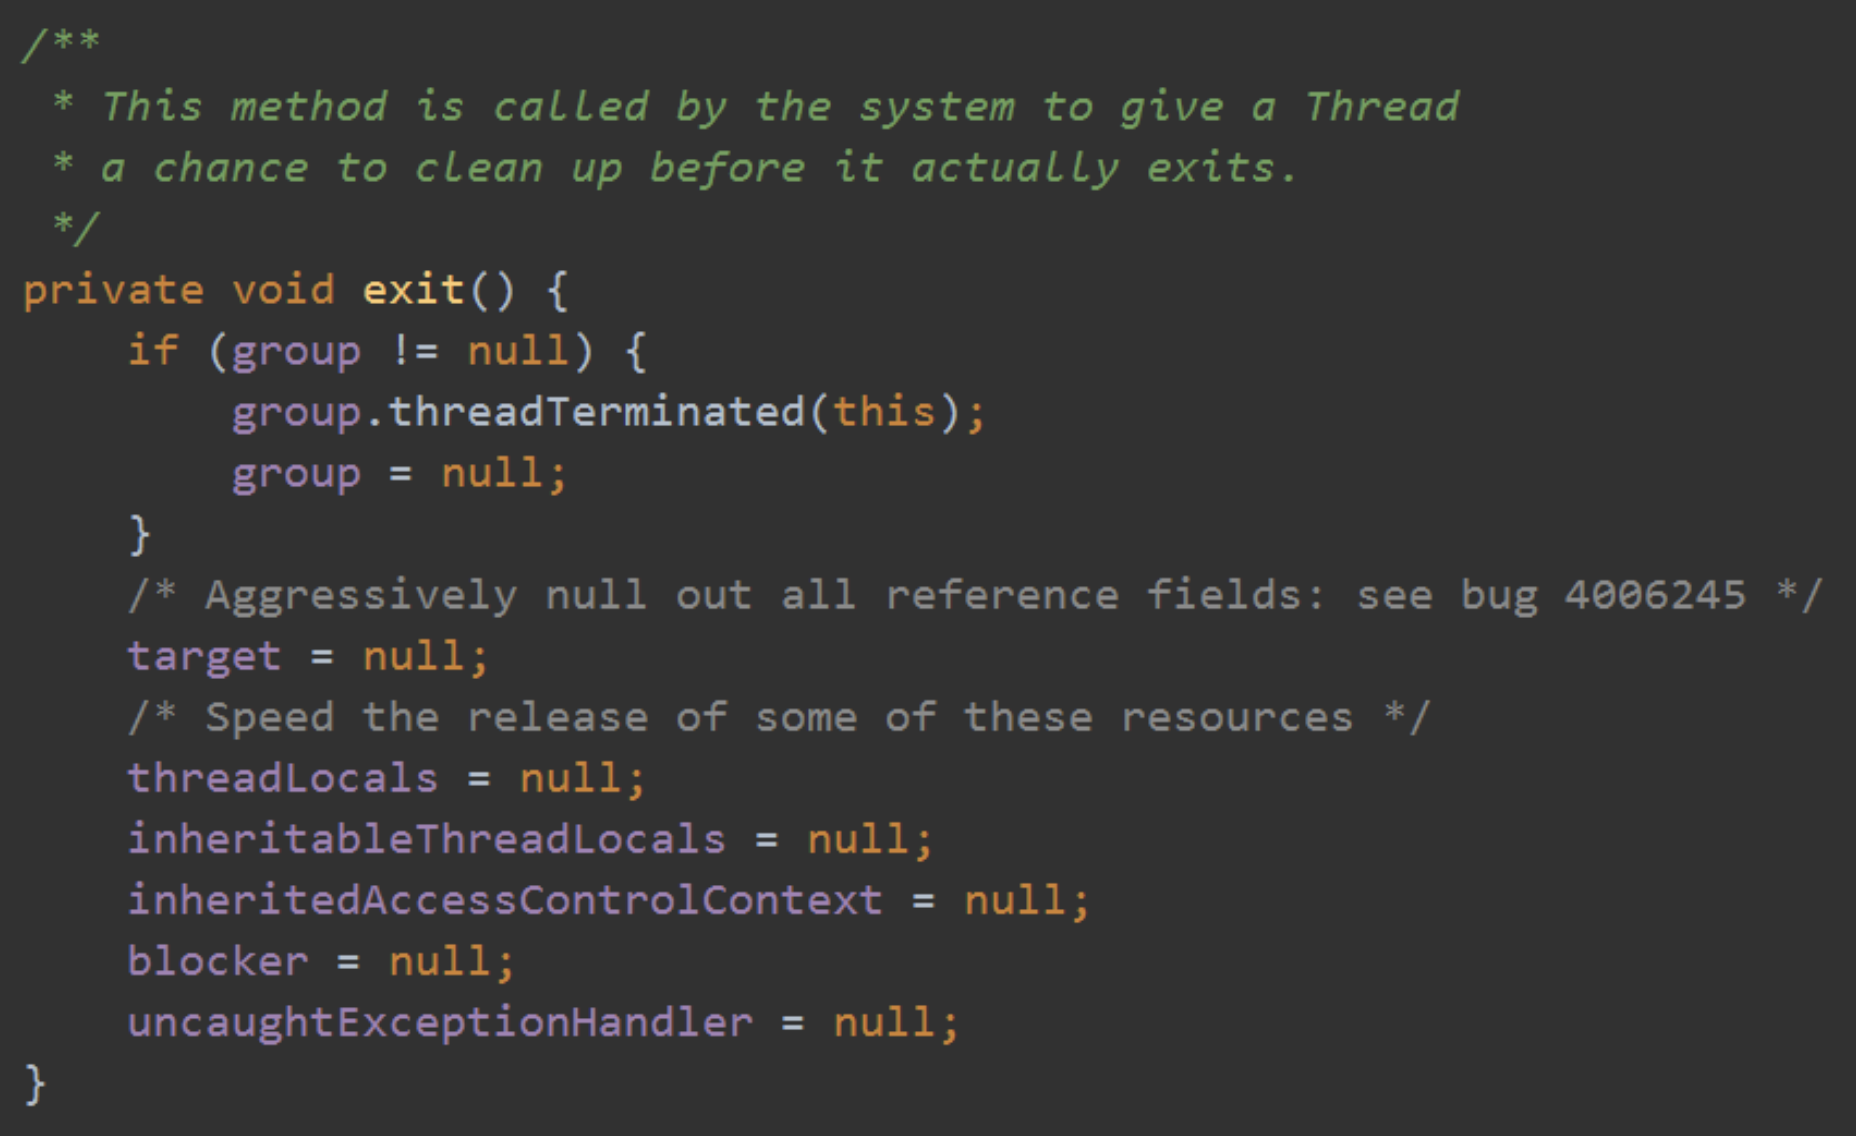 /**
 * This method is called by the system to give a Thread
 * a chance to clean up before it actually exits.
 */
private void exit() {
    if (group != null) {
        group.threadTerminated(this);
        group = null;
    }
    /* Aggressively null out all reference fields: see bug 4006245 */
    target = null;
    /* Speed the release of some of these resources */
    threadLocals = null;
    inheritableThreadLocals = null;
    inheritedAccessControlContext = null;
    blocker = null;
    uncaughtExceptionHandler = null;
}